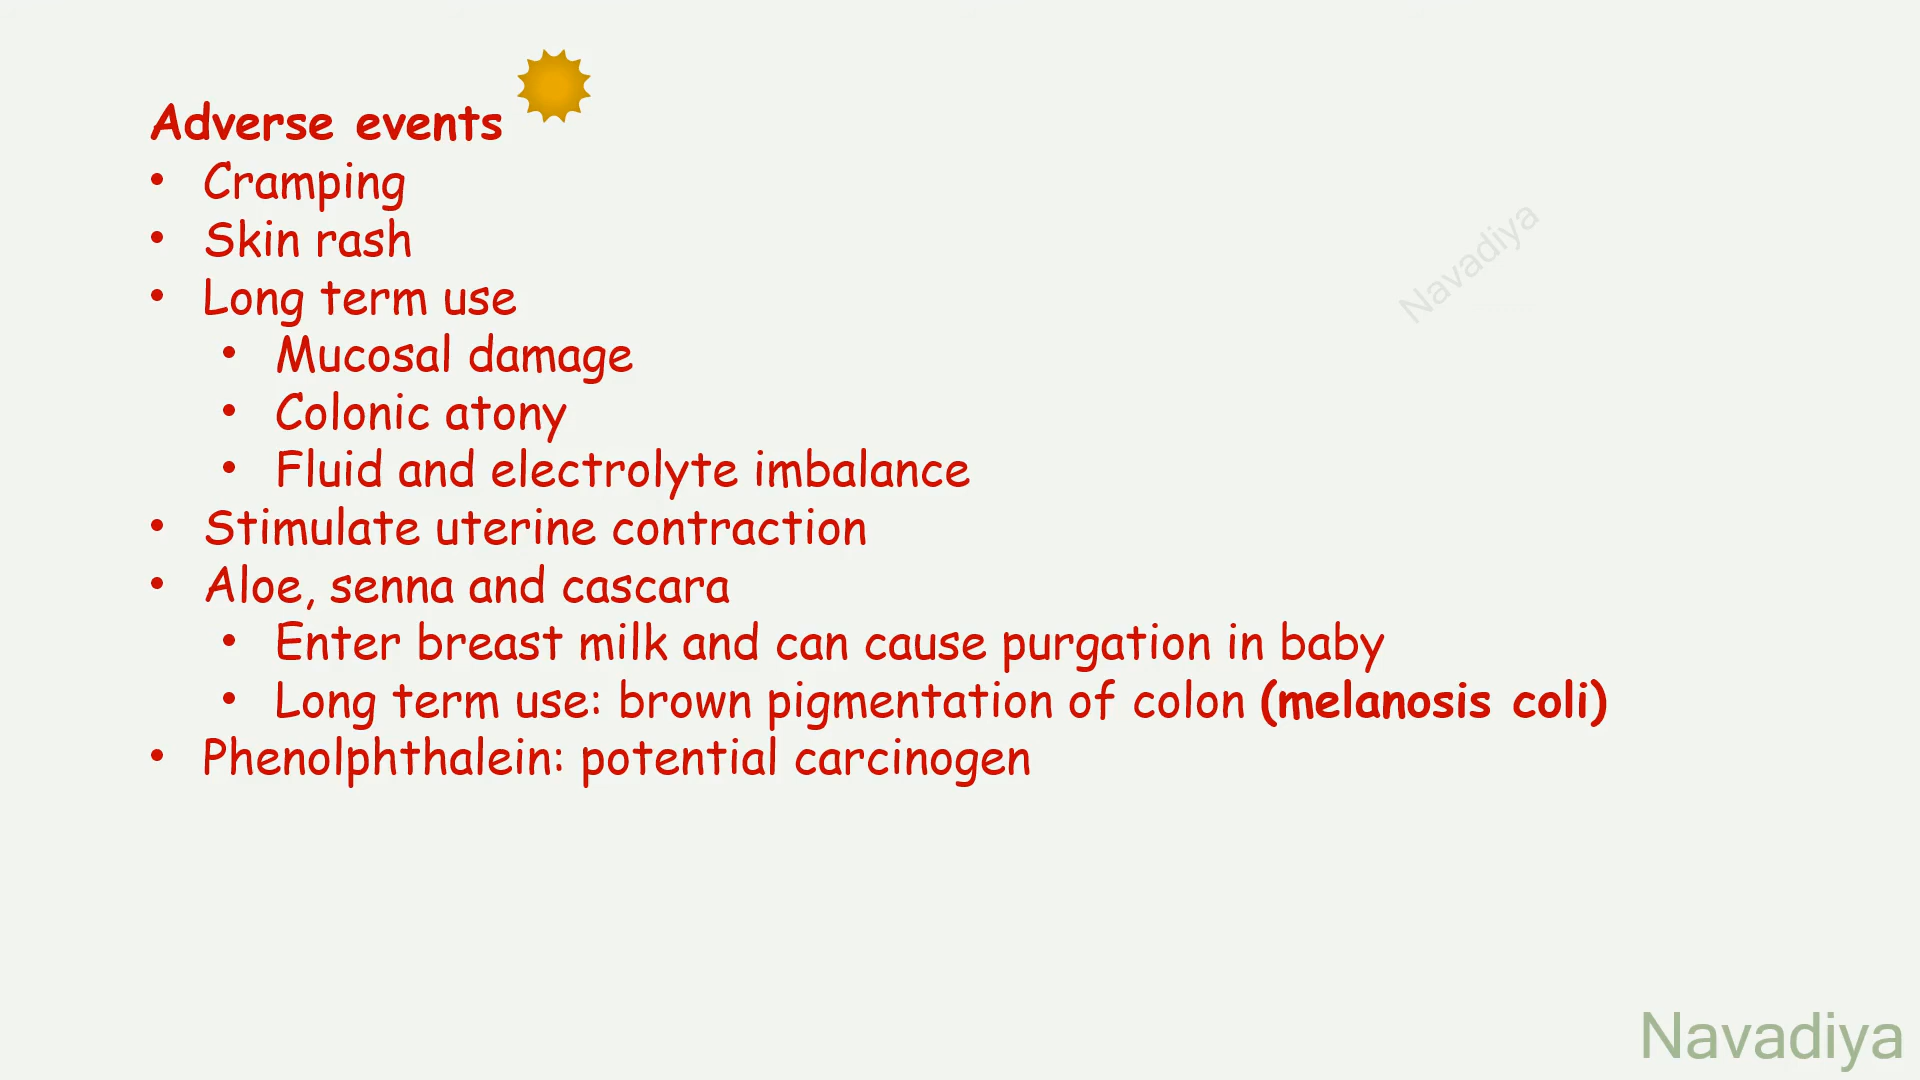 Adverse events
• Cramping
• Skin rash
• Long term use
• Mucosal damage
• Colonic atony
• Fluid and electrolyte imbalance
• Stimulate uterine contraction
• Aloe, senna and cascara
• Enter breast milk and can cause purgation in baby
• Long term use: brown pigmentation of colon (melanosis coli)
• Phenolphthalein: potential carcinogen
Navadiya
Navadiya